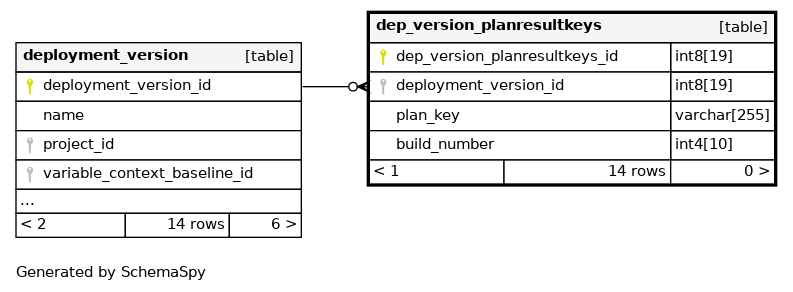 deployment_version [table]
deployment_version_id
name
project_id
variable_context_baseline_id
...
< 2 14 rows 6 >
dep_version_planresultkeys [table]
dep_version_planresultkeys_id int8[19]
deployment_version_id int8[19]
plan_key varchar[255]
build_number int4[10]
< 1 14 rows 0 >
Generated by SchemaSpy